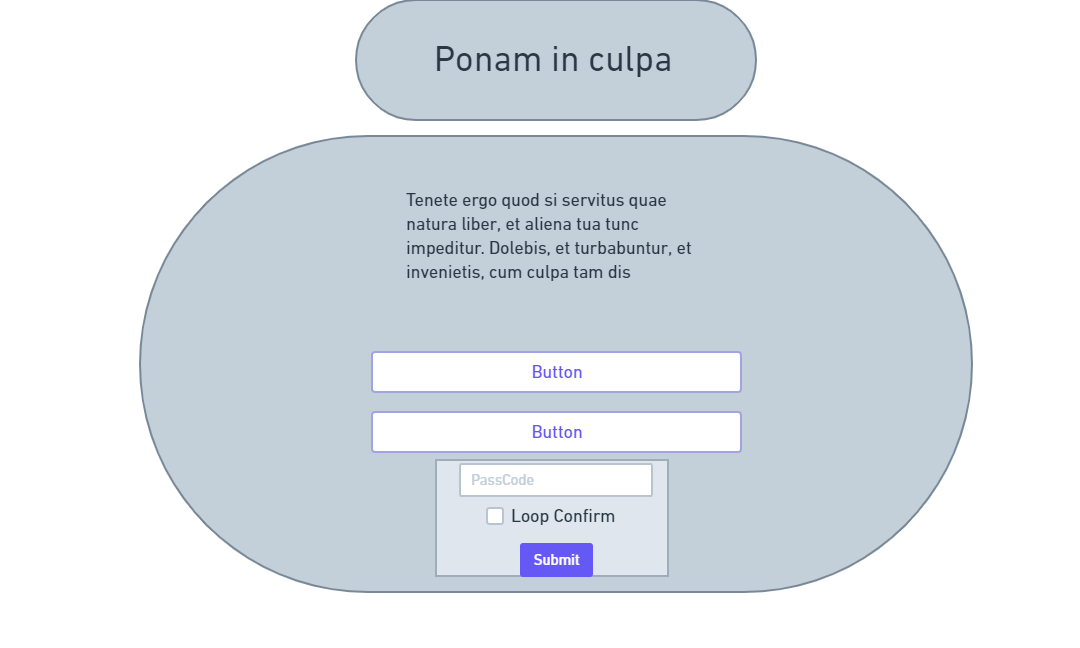 Ponam in culpa
Tenete ergo quod si servitus quae
natura liber, et aliena tua tunc
impeditur. Dolebis, et turbabuntur, et
invenietis, cum culpa tam dis
Button
Button
PassCode
Loop Confirm
Submit